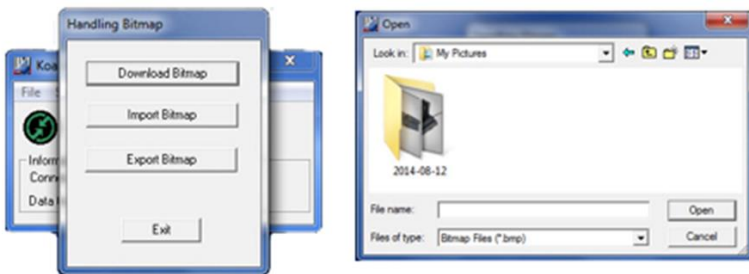 Handling Bitmap
Koa
File
Download Bitmap
Import Bitmap
Export Bitmap
Exit
Inform
Conn
Data
Open
Look in:
My Pictures
2014-08-12
File name:
Open
Files of type:
Bitmap Files (*.bmp)
Cancel